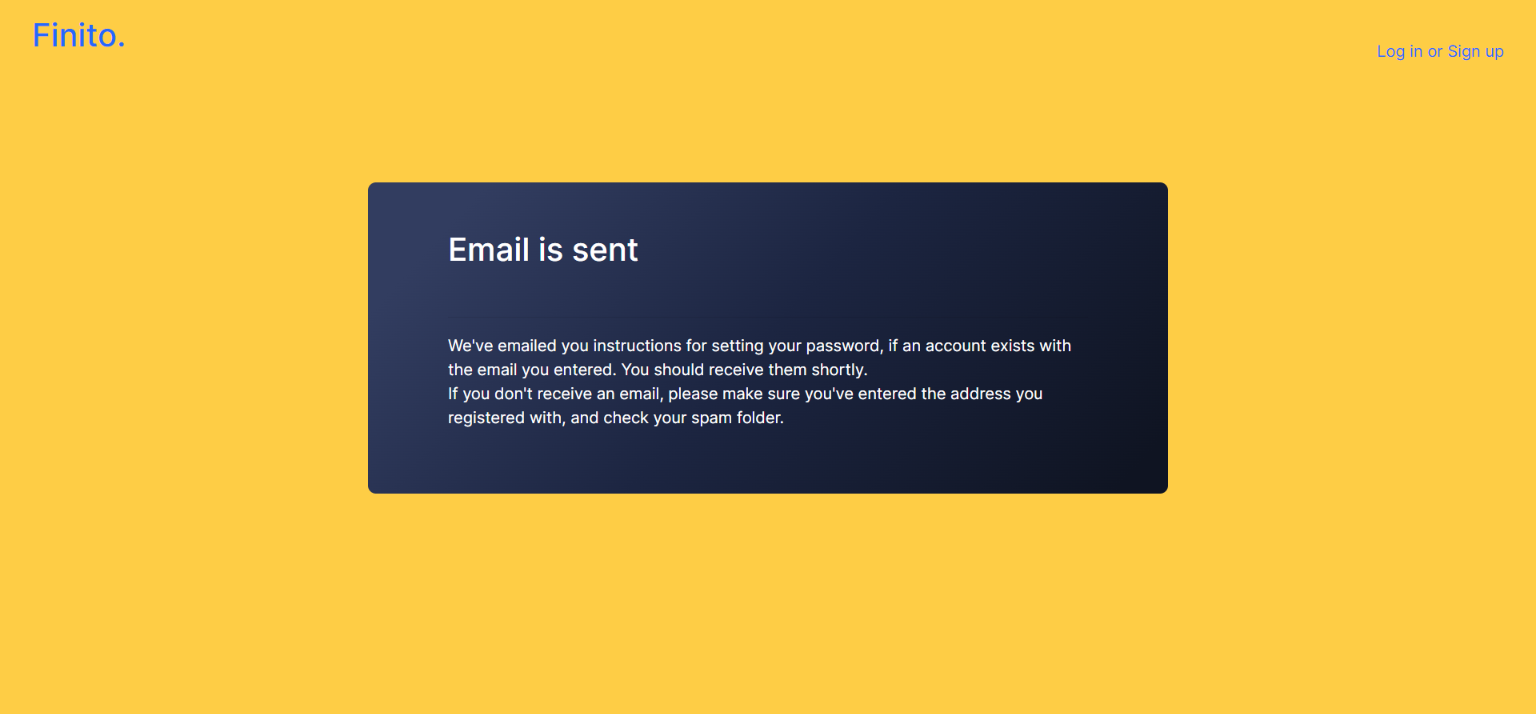 Finito.
Log in or Sign up
Email is sent
We've emailed you instructions for setting your password, if an account exists with
the email you entered. You should receive them shortly.
If you don't receive an email, please make sure you've entered the address you
registered with, and check your spam folder.